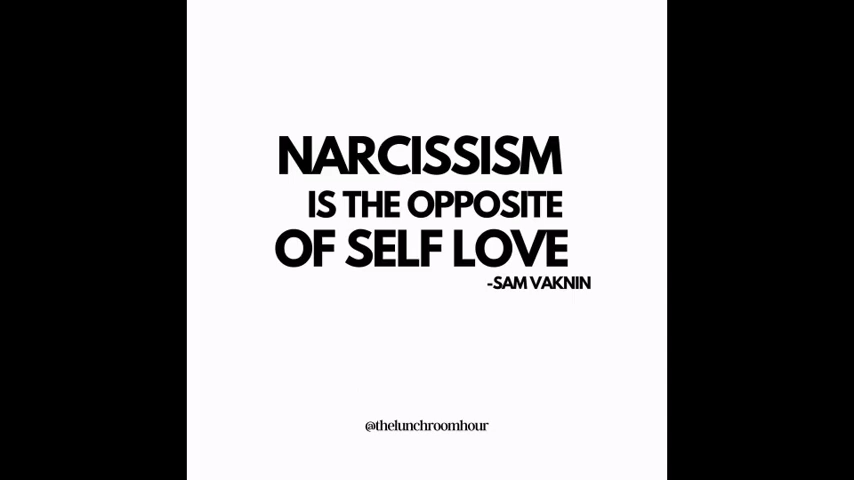 NARCISSISM
IS THE OPPOSITE
OF SELF LOVE
-SAM VAKNIN
@thelunchroomhour